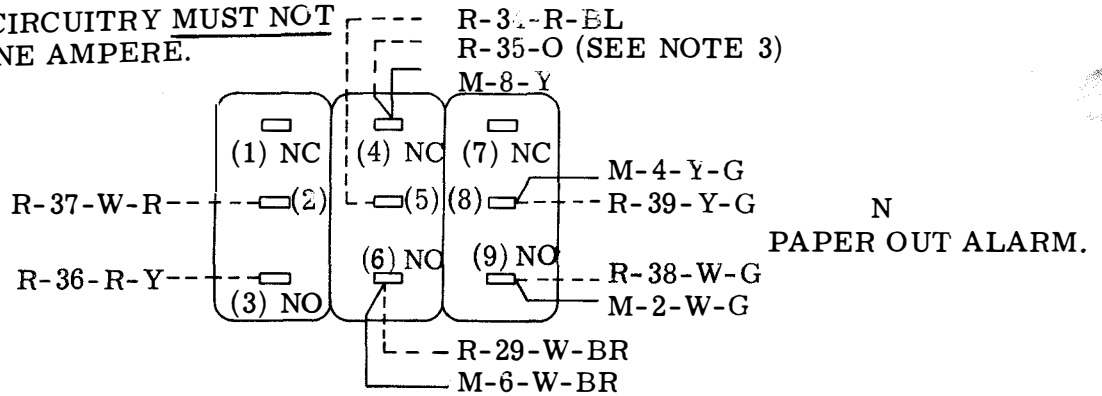 CIRCUITRY MUST NOT
NE AMPERE.
R-35-O (SEE NOTE 3)
M-8-Y
(1) NC
(4) NC
(7) NC
M-4-Y-G
R-37-W-R
(2)
(5)
(8)
R-39-Y-G
N
PAPER OUT ALARM.
(6) NO
(9) NO
R-36-R-Y
R-38-W-G
(3) NO
M-2-W-G
R-29-W-BR
M-6-W-BR